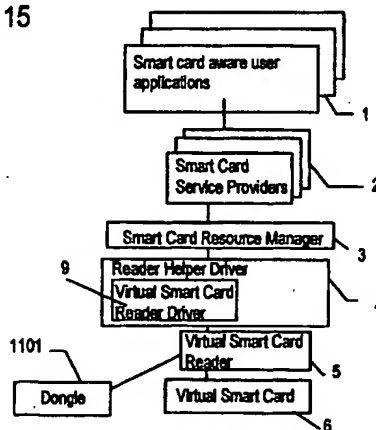 15
Smart card aware user
applications
1
Smart Card
Service Providers
2
Smart Card Resource Manager
3
Reader Helper Driver
9
Virtual Smart Card
Reader Driver
4
1101
Virtual Smart Card
Reader
5
Dongle
Virtual Smart Card
6